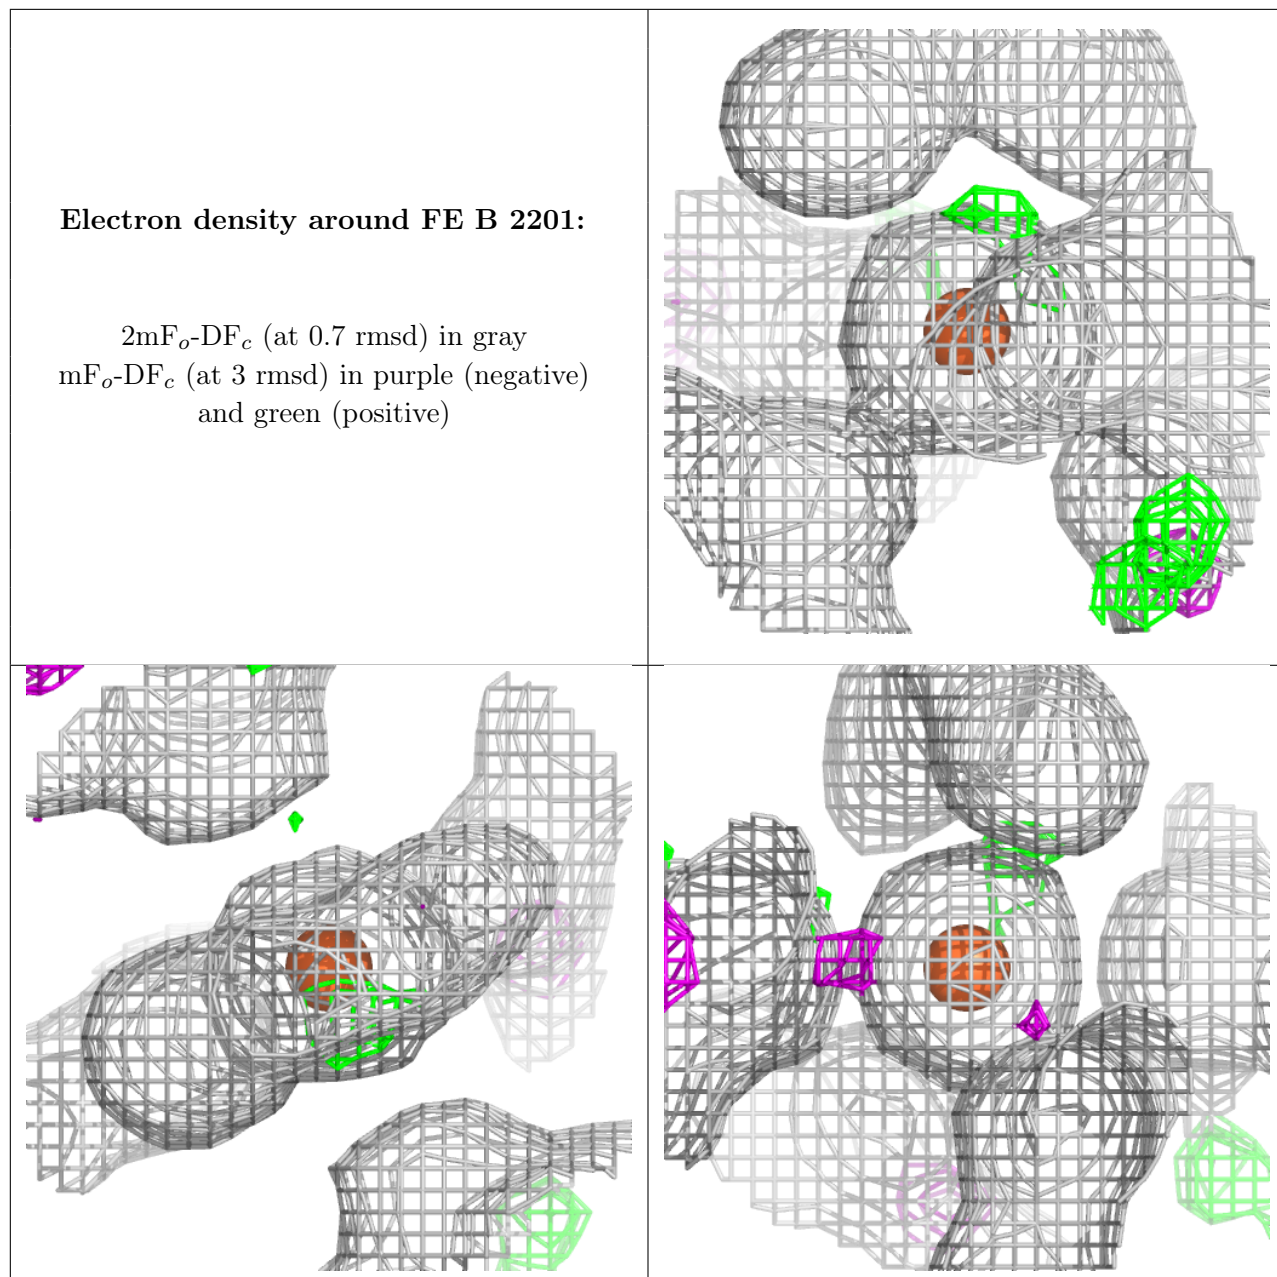 Electron density around FE B 2201:
2mFo-DFc (at 0.7 rmsd) in gray
mFo-DFc (at 3 rmsd) in purple (negative)
and green (positive)